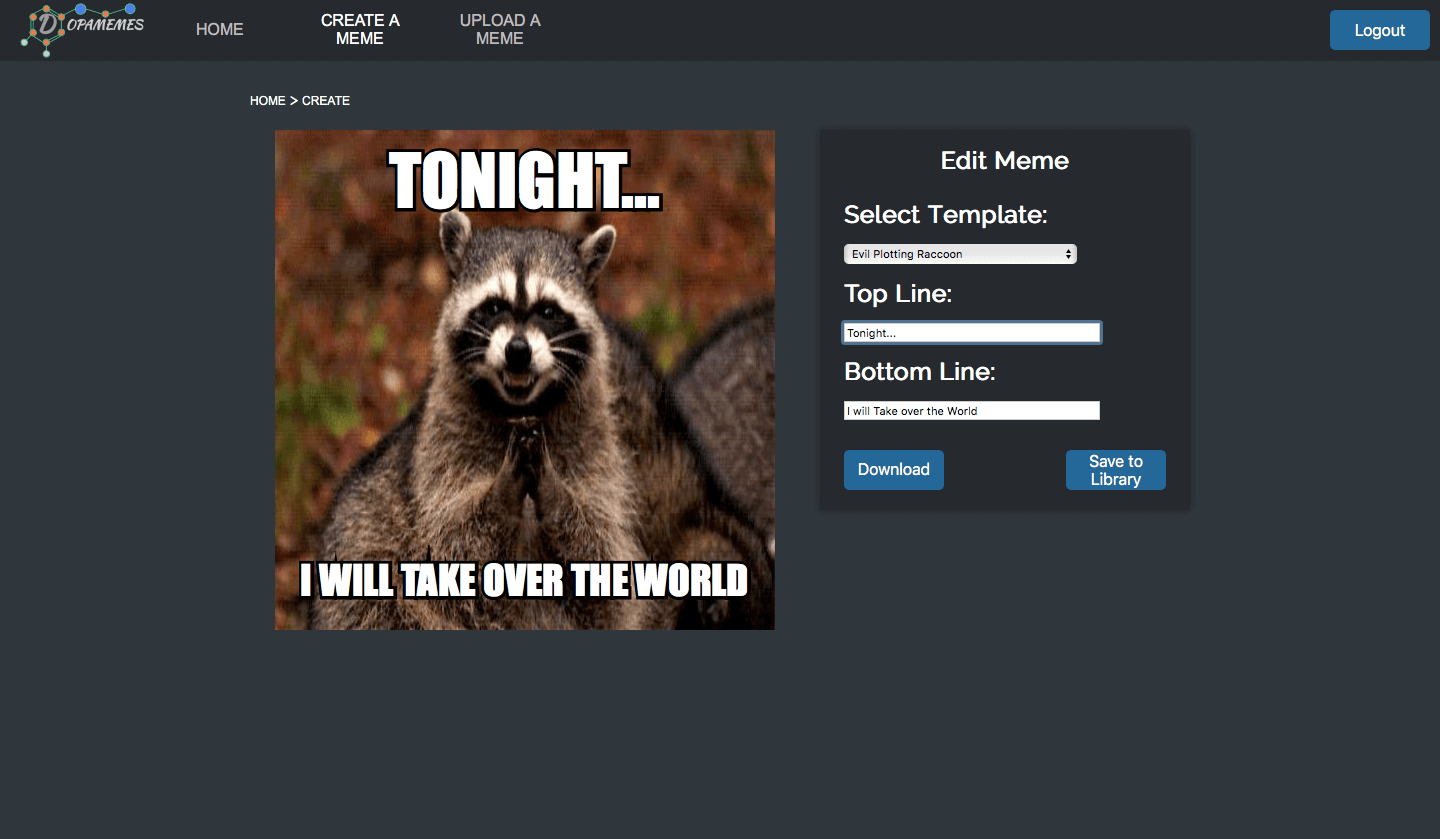 DOPAMEMES
HOME
CREATE A
MEME
UPLOAD A
MEME
Logout
HOME > CREATE
TONIGHT...
I WILL TAKE OVER THE WORLD
Edit Meme
Select Template:
Evil Plotting Raccoon
Top Line:
Tonight...
Bottom Line:
I will Take over the World
Download
Save to
Library